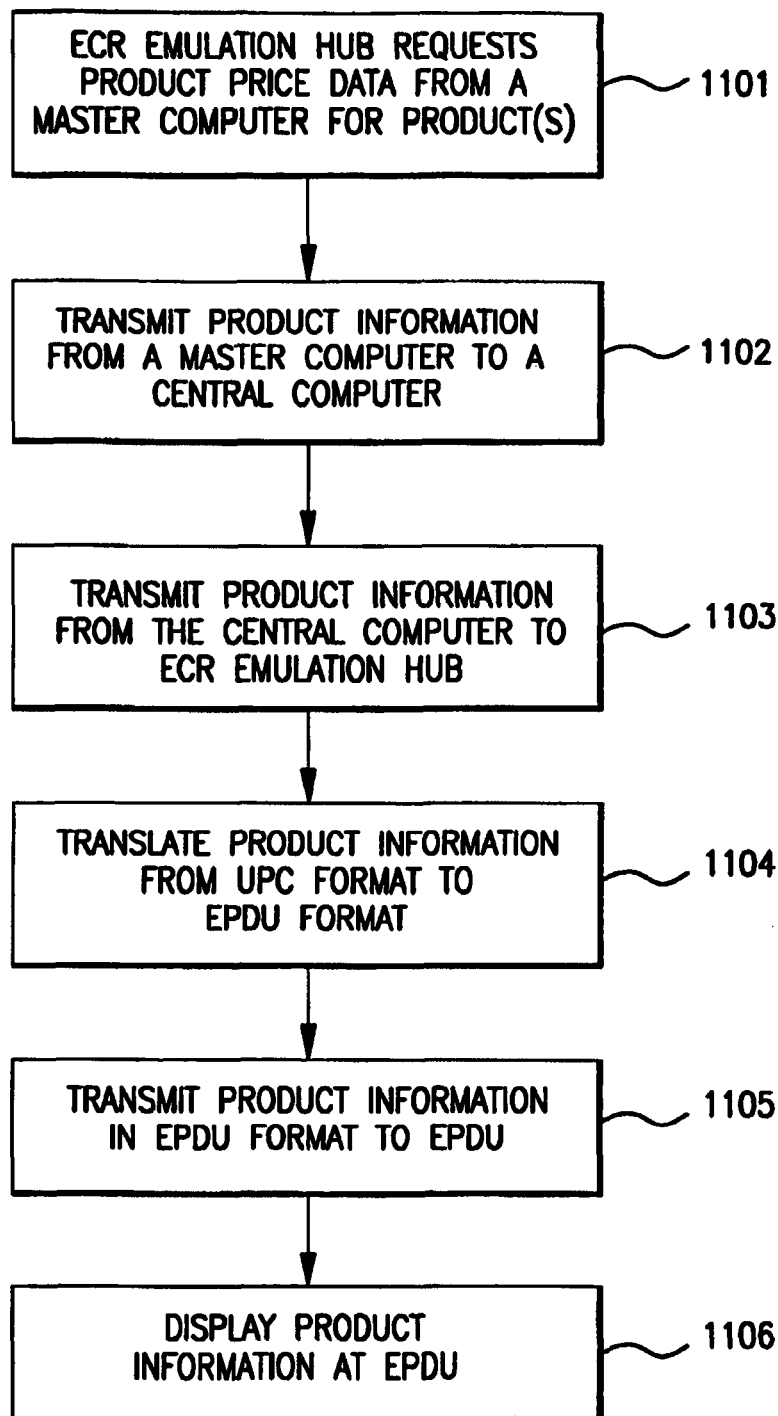 ECR EMULATION HUB REQUESTS
PRODUCT PRICE DATA FROM A
MASTER COMPUTER FOR PRODUCT(S)
1101
TRANSMIT PRODUCT INFORMATION
FROM A MASTER COMPUTER TO A
CENTRAL COMPUTER
1102
TRANSMIT PRODUCT INFORMATION
FROM THE CENTRAL COMPUTER TO
ECR EMULATION HUB
1103
TRANSLATE PRODUCT INFORMATION
FROM UPC FORMAT TO
EPDU FORMAT
1104
TRANSMIT PRODUCT INFORMATION
IN EPDU FORMAT TO EPDU
1105
DISPLAY PRODUCT
INFORMATION AT EPDU
1106